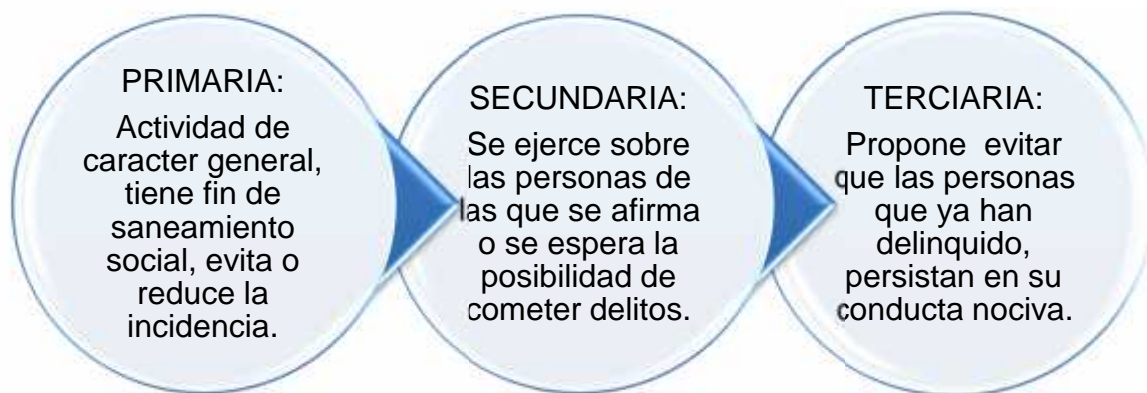 PRIMARIA:
Actividad de
caracter general,
tiene fin de
saneamiento
social, evita o
reduce la
incidencia.
SECUNDARIA:
Se ejerce sobre
las personas de
las que se afirma
o se espera la
posibilidad de
cometer delitos.
TERCIARIA:
Propone evitar
que las personas
que ya han
delinquido,
persistan en su
conducta nociva.